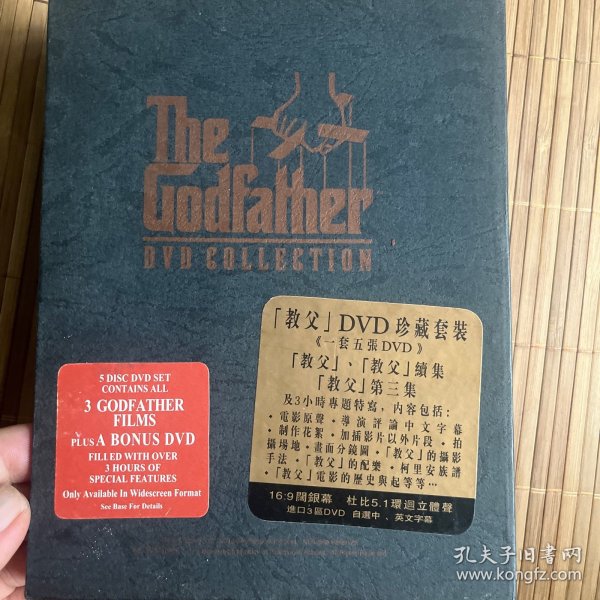 The
Godfather
DVD COLLECTION
5 DISC DVD SET
CONTAINS ALL
3 GODFATHER
FILMS
PLUS A BONUS DVD
FILLED WITH OVER
3 HOURS OF
SPECIAL FEATURES
Only Available In Widescreen Format
See Base For Details
「教父」DVD 珍藏套裝
《一套五張 DVD》
「教父」、「教父」續集
「教父」第三集
及3小時專題特寫，內容包括：
・電影原聲・導演評論中文字幕
・制作花絮・加插影片以外片段・拍
攝場地・畫面分鏡圖・「教父」的攝影
手法・「教父」的配樂・柯里安族譜
・「教父」電影的歷史與起等等…
16:9闊銀幕 杜比5.1環迴立體聲
進口3區DVD 自選中、英文字幕
孔夫子旧书网
www.kongfz.com